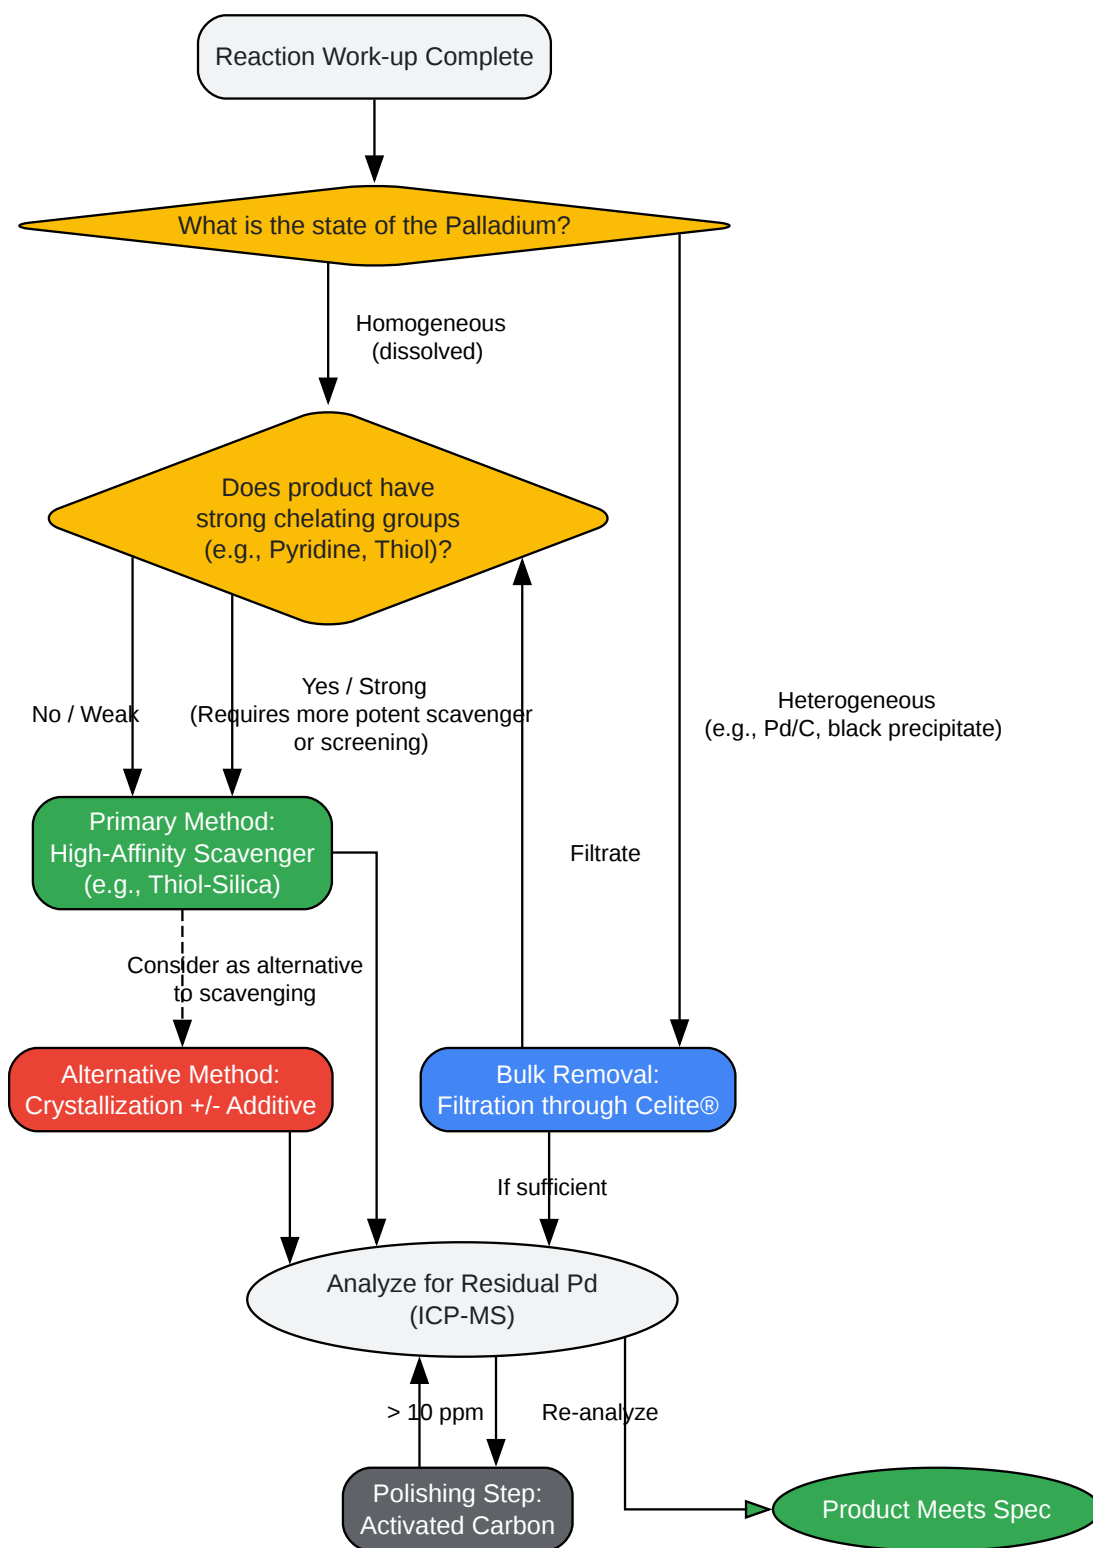 Reaction Work-up Complete
What is the state of the Palladium?
Homogeneous
(dissolved)
Does product have
strong chelating groups
(e.g., Pyridine, Thiol)?
No / Weak
Yes / Strong
(Requires more potent scavenger
or screening)
Heterogeneous
(e.g., Pd/C, black precipitate)
Primary Method:
High-Affinity Scavenger
(e.g., Thiol-Silica)
Filtrate
Consider as alternative
to scavenging
Alternative Method:
Crystallization +/- Additive
Bulk Removal:
Filtration through Celite®
If sufficient
Analyze for Residual Pd
(ICP-MS)
> 10 ppm
Re-analyze
Polishing Step:
Activated Carbon
Product Meets Spec